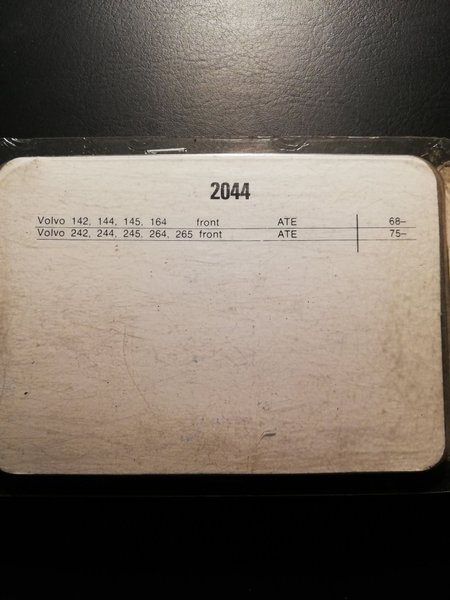 2044
Volvo 142, 144, 145, 164 front ATE 68–
Volvo 242, 244, 245, 264, 265 front ATE 75–